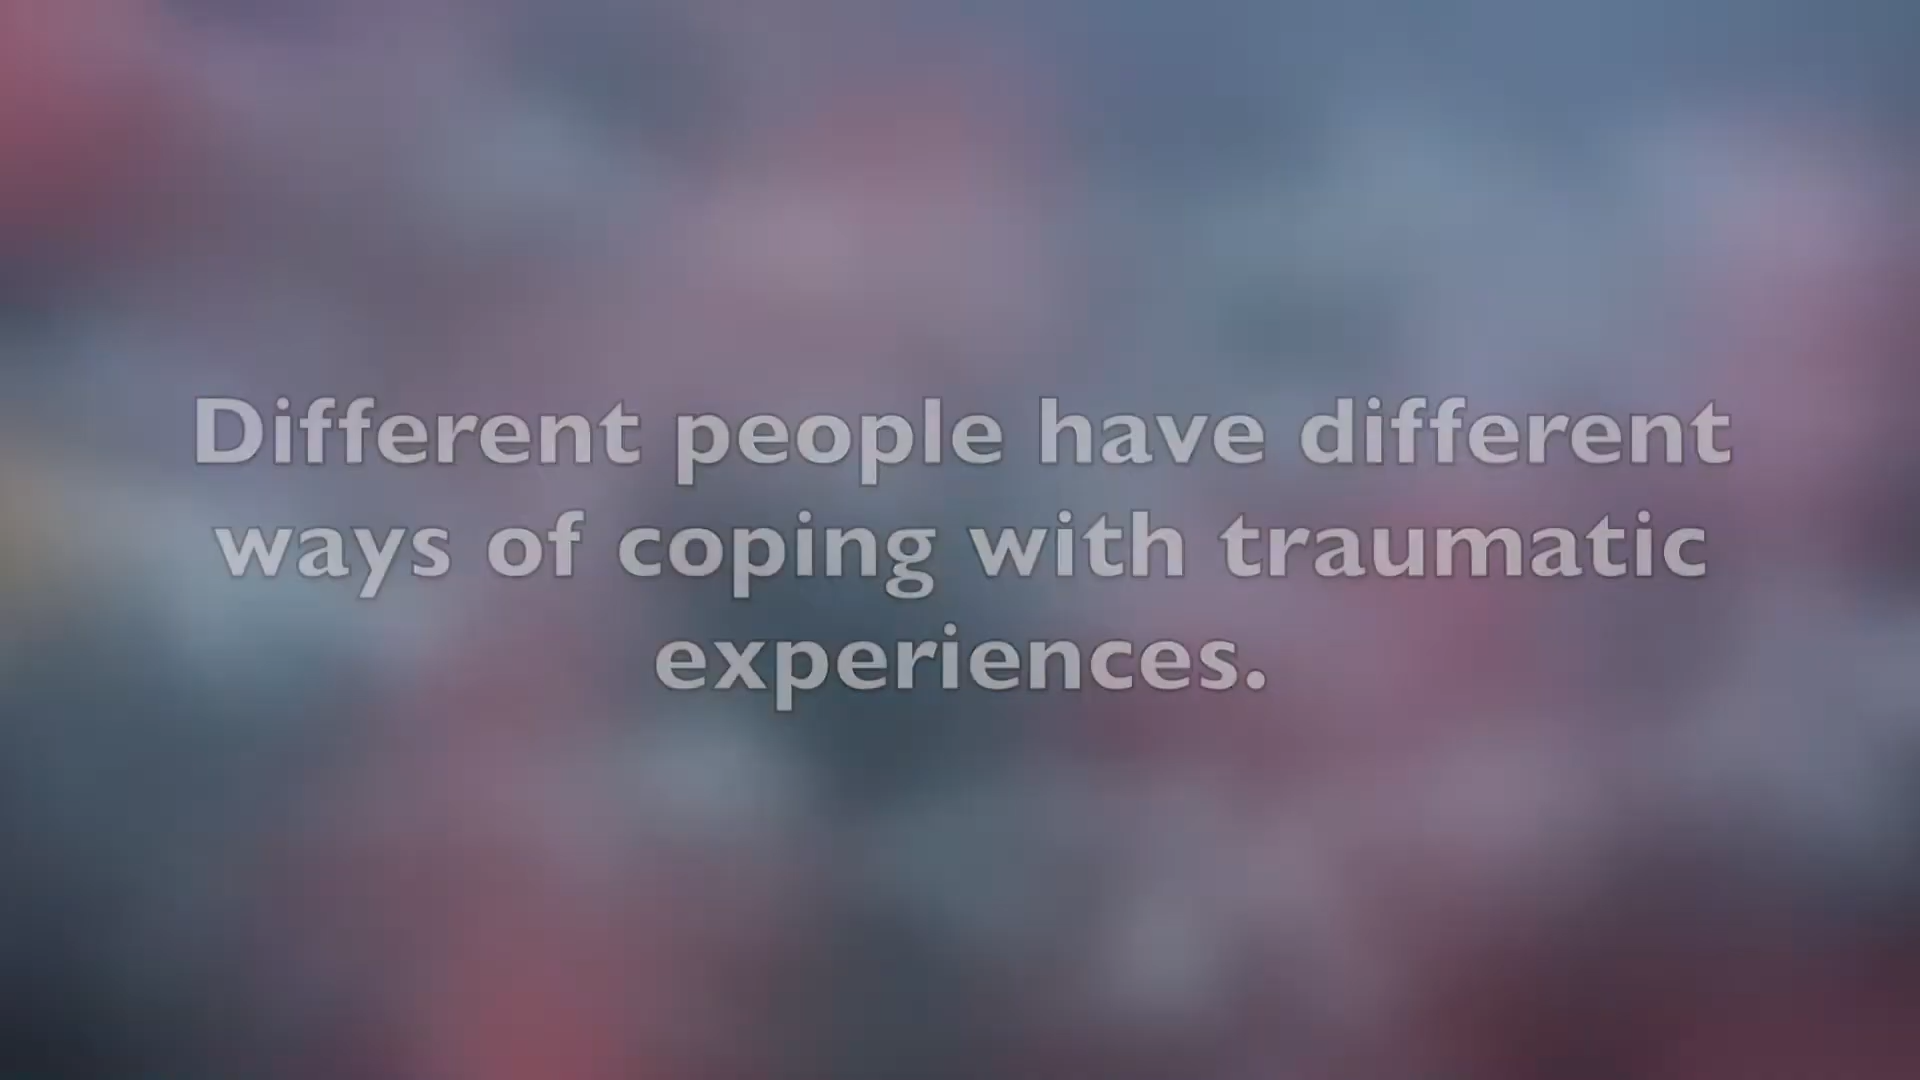 Different people have different
ways of coping with traumatic
experiences.